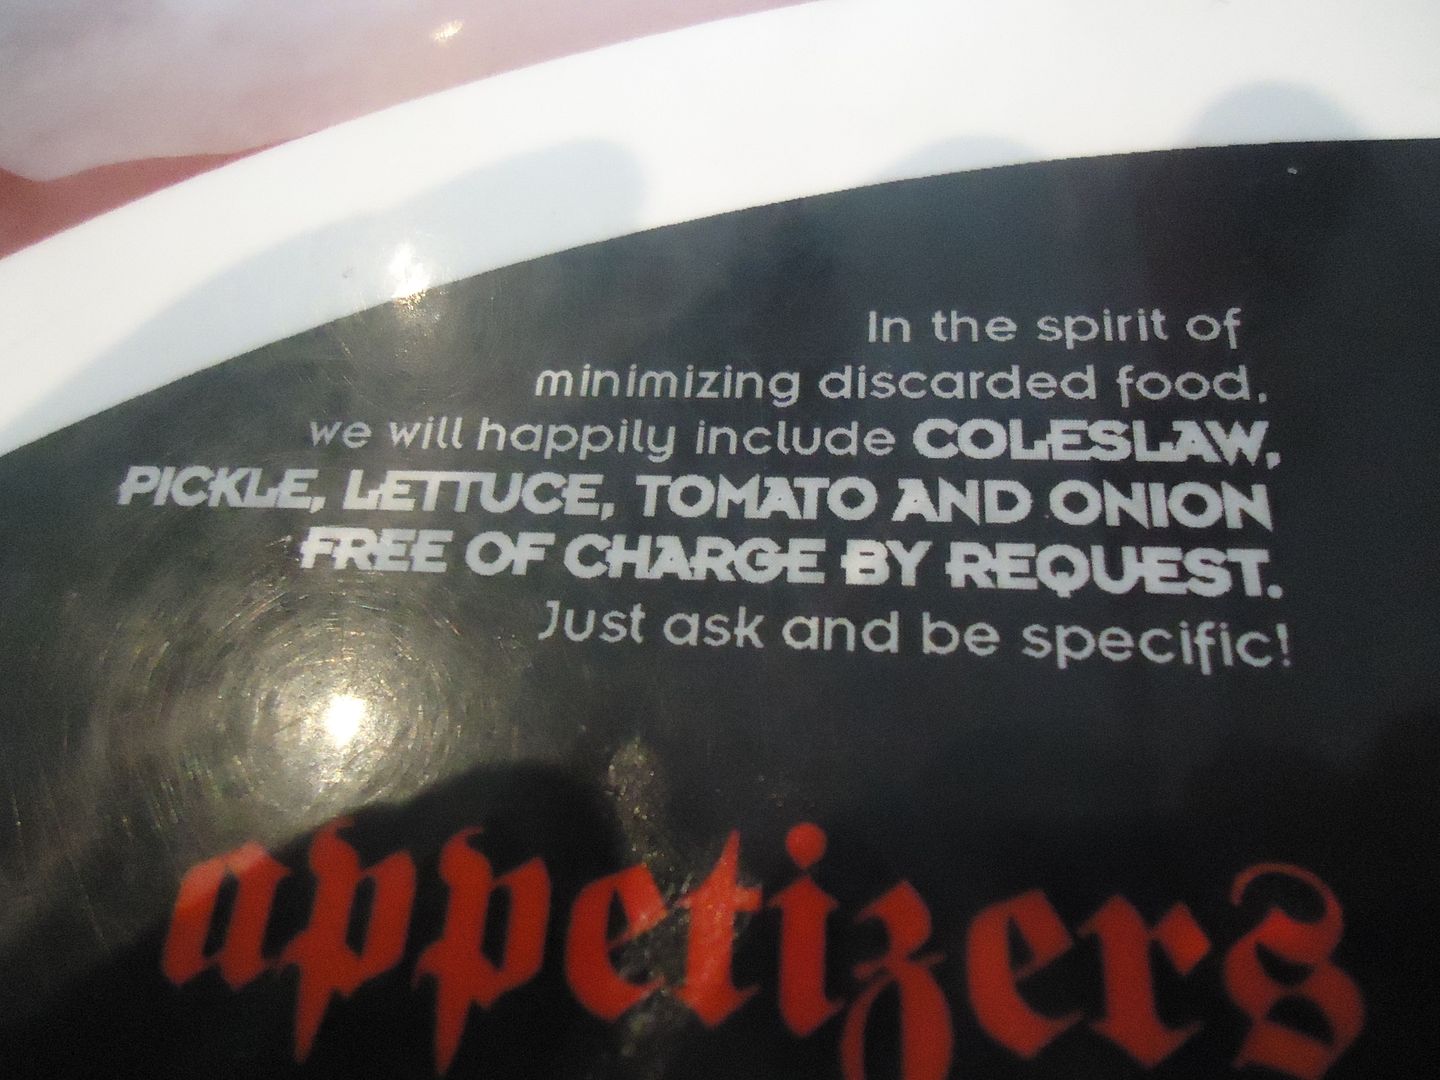 In the spirit of
minimizing discarded food,
we will happily include COLESLAW,
PICKLE, LETTUCE, TOMATO AND ONION
FREE OF CHARGE BY REQUEST.
Just ask and be specific!
appetizers